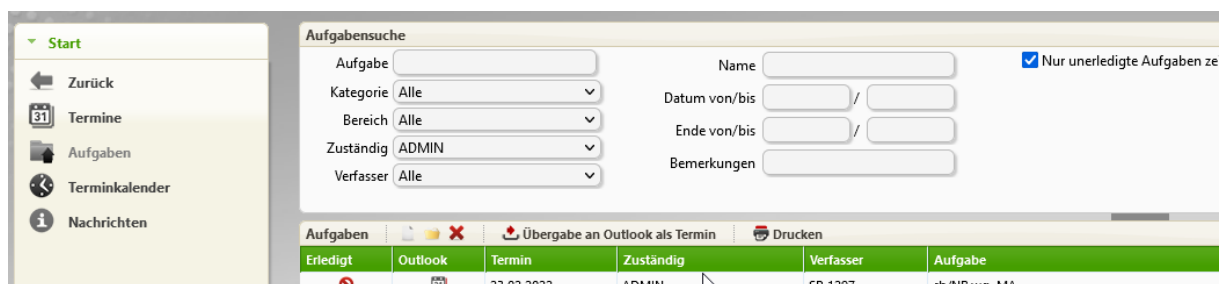 Start
Zurück
31 Termine
Aufgaben
Terminkalender
Nachrichten
Aufgabensuche
Aufgabe
Kategorie Alle
Bereich Alle
Zuständig ADMIN
Verfasser Alle
Name
Datum von/bis /
Ende von/bis /
Bemerkungen
Nur unerledigte Aufgaben ze
Aufgaben Übergabe an Outlook als Termin Drucken
Erledigt Outlook Termin Zuständig Verfasser Aufgabe
ADMIN